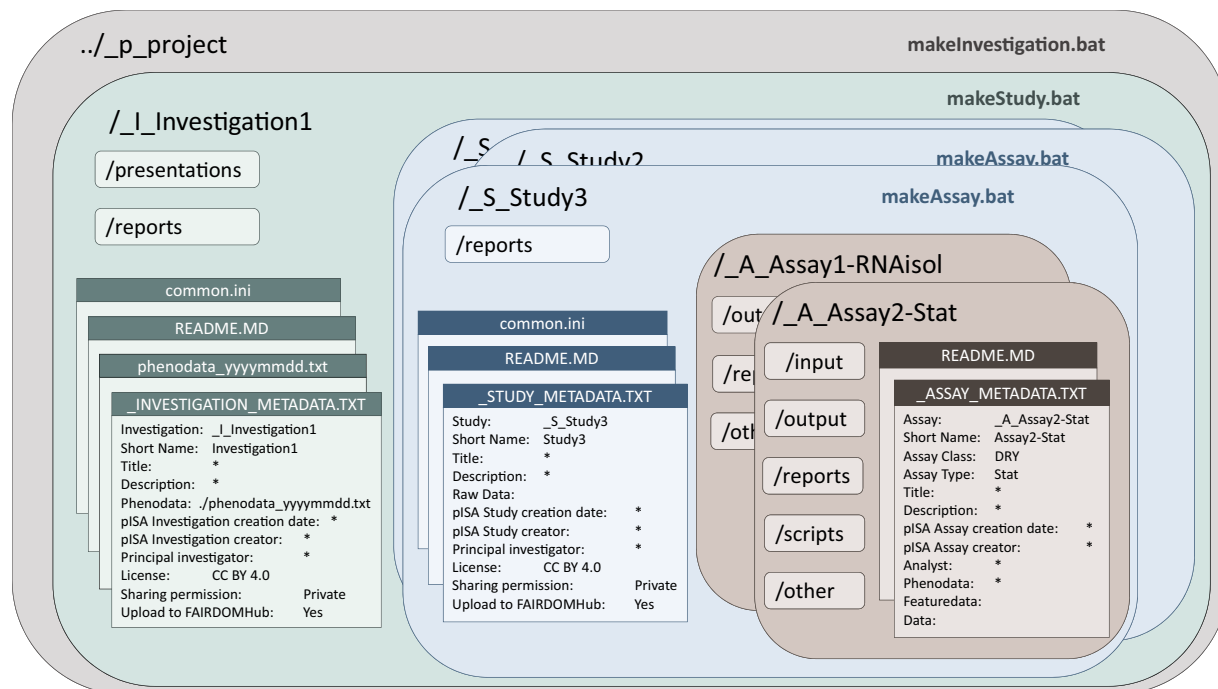 ../_p_project
makeInvestigation.bat
makeStudy.bat
/_I_Investigation1
/presentations
/reports
common.ini
README.MD
phenodata_yyyymmdd.txt
_INVESTIGATION_METADATA.TXT
Investigation: _I_Investigation1
Short Name: Investigation1
Title: *
Description: *
Phenodata: ./phenodata_yyyymmdd.txt
pISA Investigation creation date: *
pISA Investigation creator: *
Principal investigator: *
License: CC BY 4.0
Sharing permission: Private
Upload to FAIRDOMHub: Yes
/_S
/_S_Study2
makeAssay.bat
/_S_Study3
makeAssay.bat
/reports
common.ini
README.MD
_STUDY_METADATA.TXT
Study: _S_Study3
Short Name: Study3
Title: *
Description: *
Raw Data:
pISA Study creation date: *
pISA Study creator: *
Principal investigator: *
License: CC BY 4.0
Sharing permission: Private
Upload to FAIRDOMHub: Yes
/_A_Assay1-RNAisol
/out
/rep
/oth
/_A_Assay2-Stat
/input
/output
/reports
/scripts
/other
README.MD
_ASSAY_METADATA.TXT
Assay: _A_Assay2-Stat
Short Name: Assay2-Stat
Assay Class: DRY
Assay Type: Stat
Title: *
Description: *
pISA Assay creation date: *
pISA Assay creator: *
Analyst: *
Phenodata: *
Featuredata:
Data: